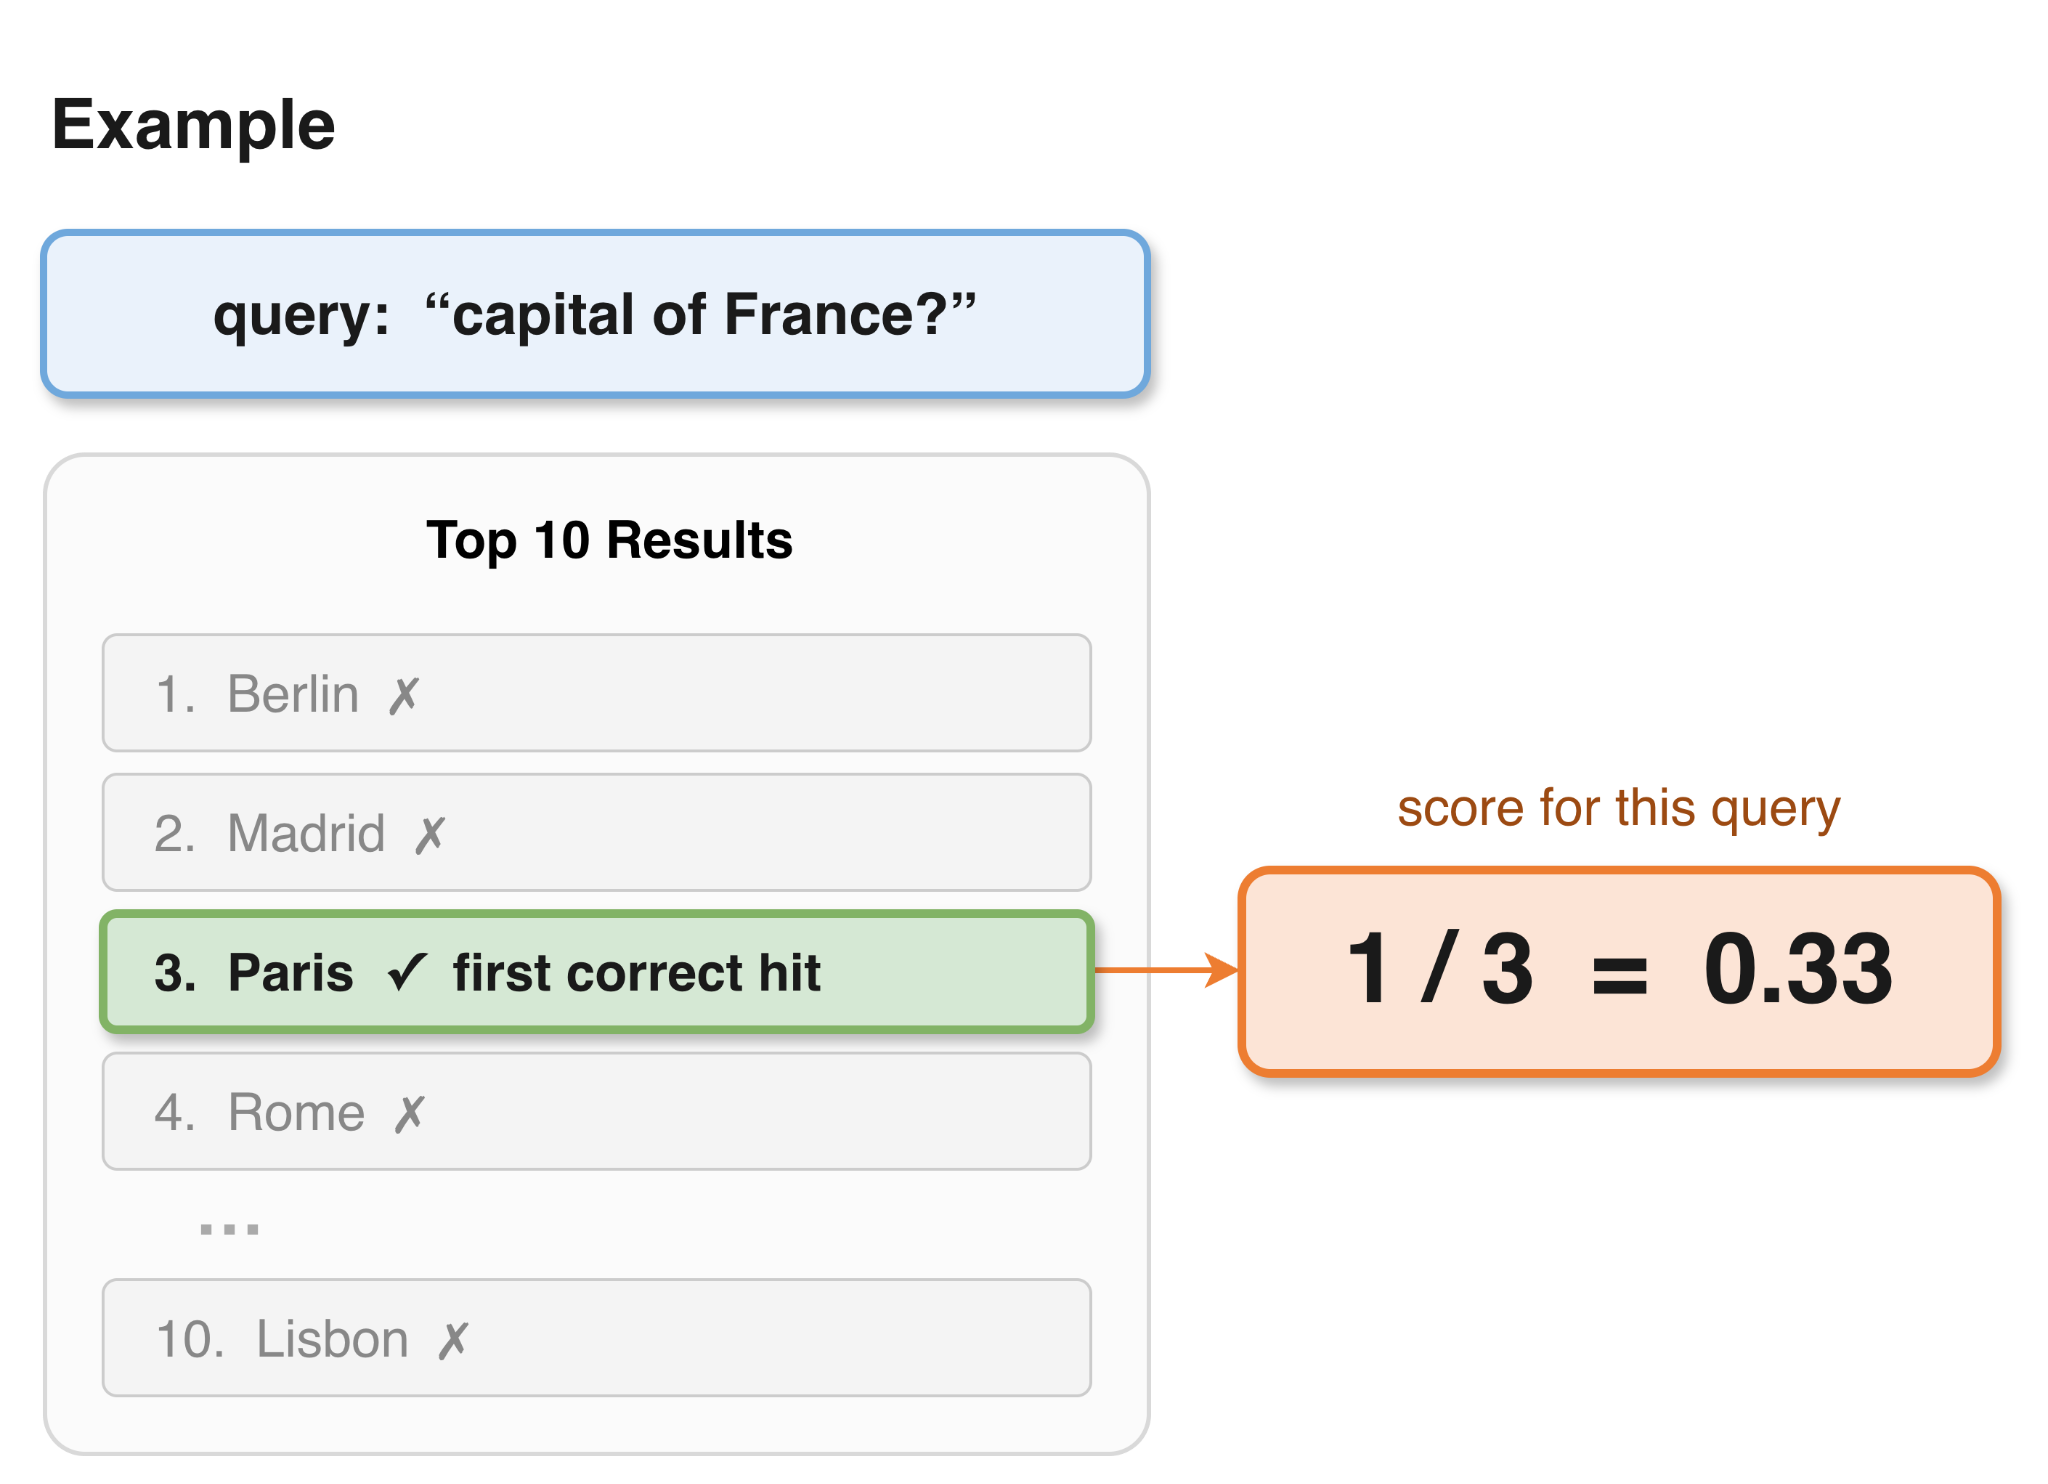 Example
query: “capital of France?”
Top 10 Results
1. Berlin ✗
2. Madrid ✗
3. Paris ✓ first correct hit
score for this query
1 / 3 = 0.33
4. Rome ✗
...
10. Lisbon ✗